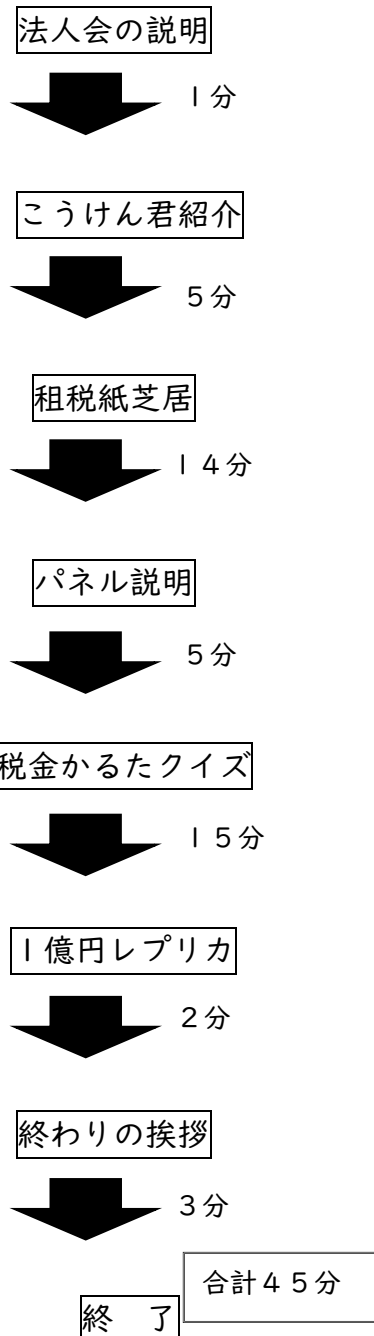 法人会の説明
１分
こうけん君紹介
５分
租税紙芝居
１４分
パネル説明
５分
税金かるたクイズ
１５分
１億円レプリカ
２分
終わりの挨拶
３分
合計４５分
終　了